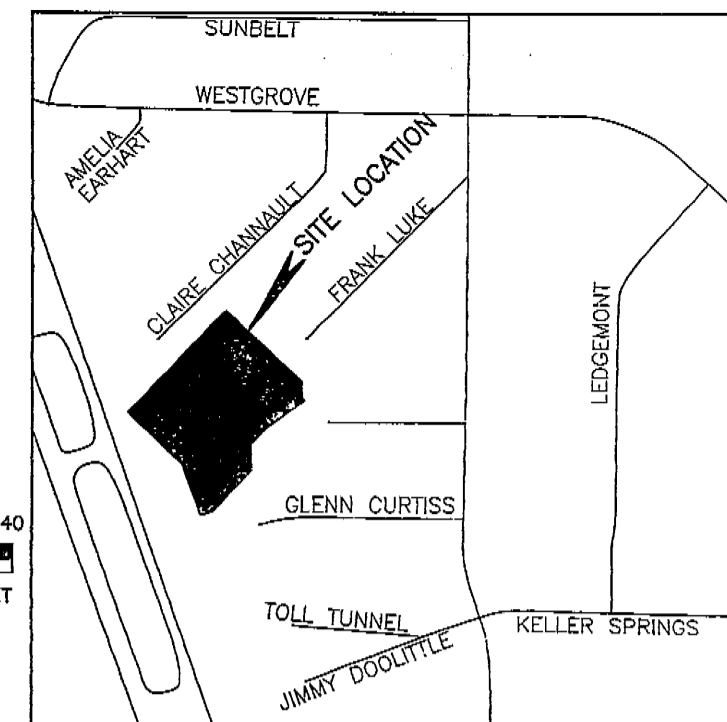 SUNBELT
WESTGROVE
AMELIA
EARHART
CLAIRE CHANNAULT
SITE LOCATION
FRANK LUKE
LEDGEMONT
GLENN CURTISS
40
TOLL TUNNEL
KELLER SPRINGS
JIMMY DOOLITTLE